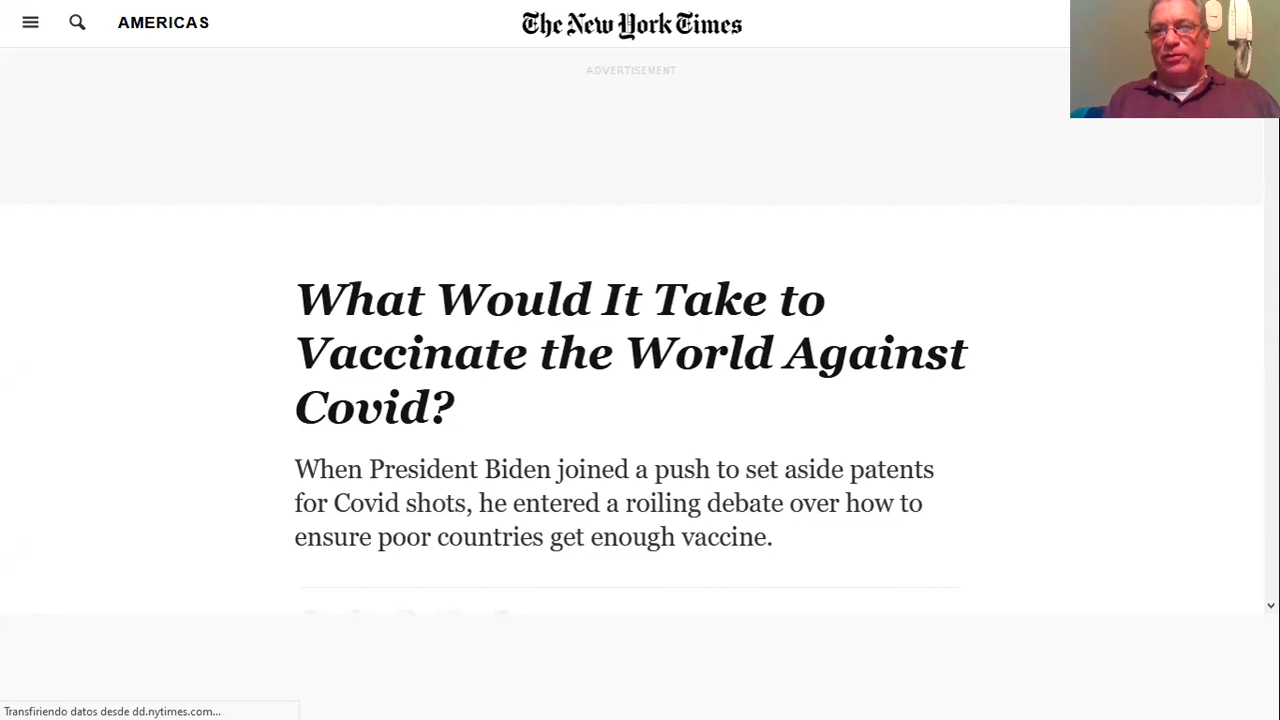 AMERICAS
The New York Times
ADVERTISEMENT
What Would It Take to
Vaccinate the World Against
Covid?
When President Biden joined a push to set aside patents
for Covid shots, he entered a roiling debate over how to
ensure poor countries get enough vaccine.
Transfiriendo datos desde dd.nytimes.com...